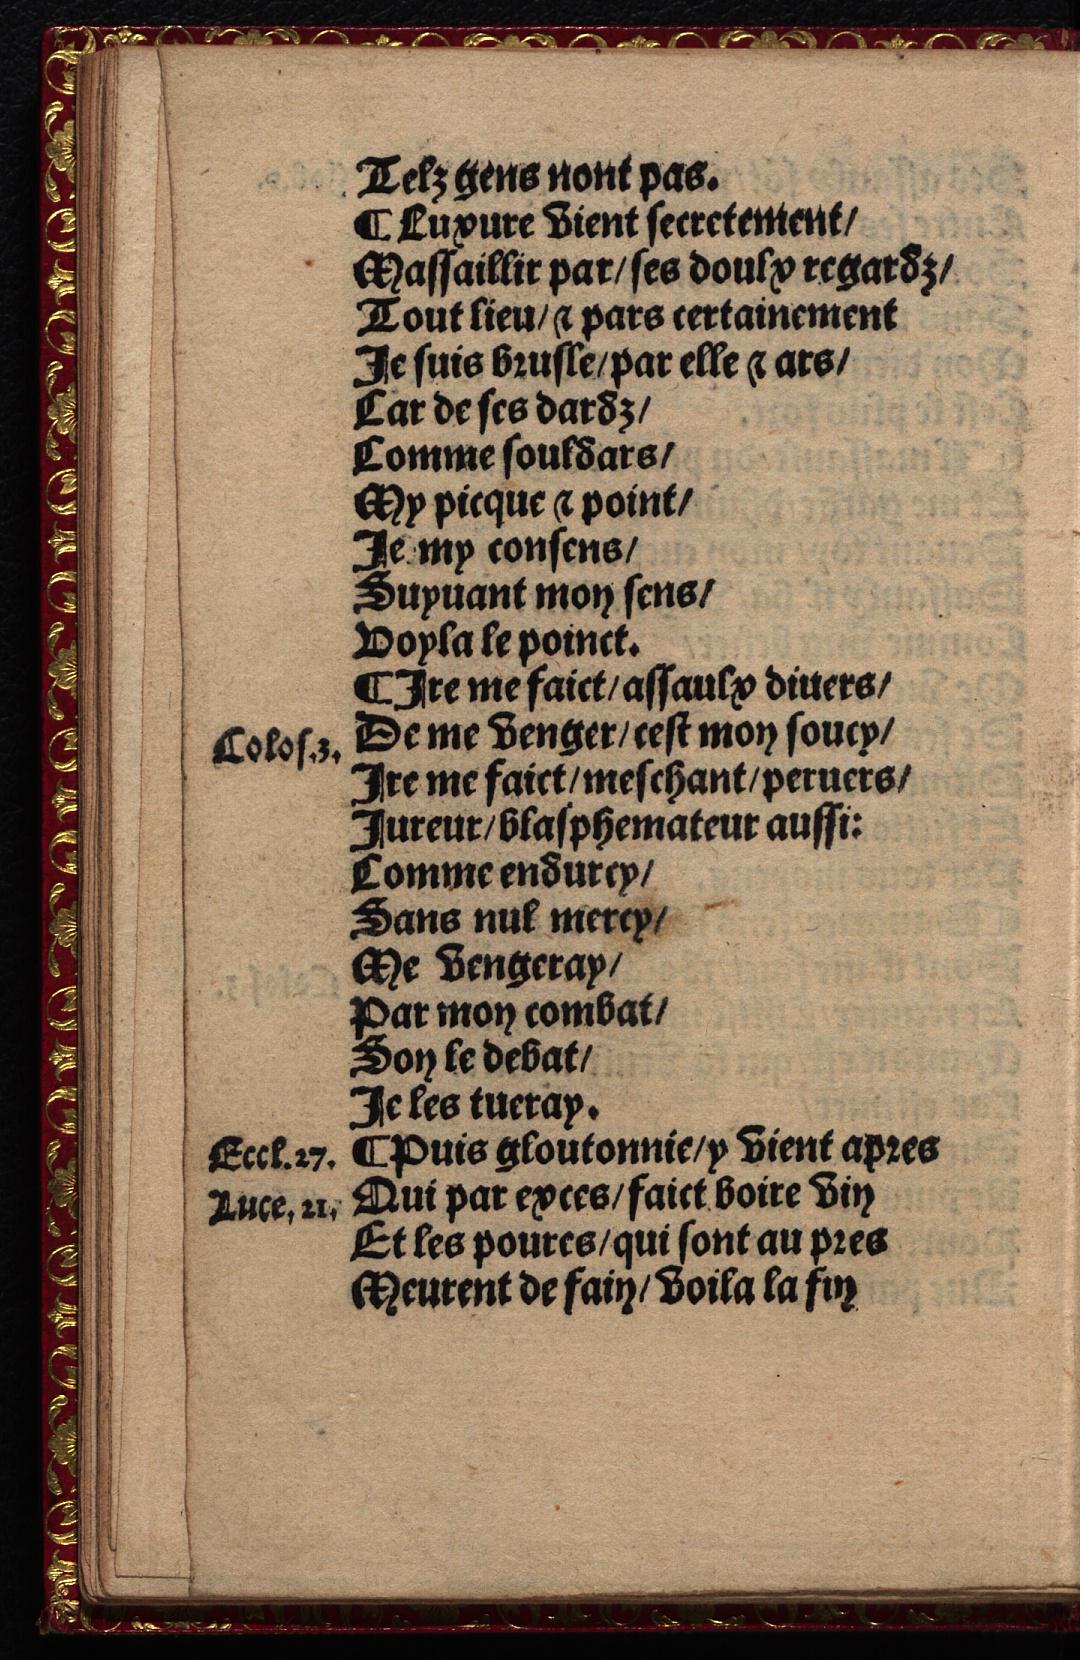 Telz gens nont pas.
¶ Luxure vient secretement/
Massaillir par/ses doulx regardz/
Tout lieu/⁊ pars certainement
Je suis brusle/par elle ⁊ ars/
Car de ses dardz/
Comme souldars/
My picque ⁊ point/
Je my consens/
Suyuant mon sens/
Voyla le poinct.
¶ Ire me faict/assaulx diuers/
Colos.3. De me venger/cest mon soucy/
Ire me faict/meschant/peruers/
Jureur/blasphemateur aussi:
Comme endurcy/
Sans nul mercy/
Me vengeray/
Par mon combat/
Son le debat/
Je les tueray.
Eccl.27. ¶ Puis gloutonnie/y vient apres
Luce, 21, Qui par exces/faict boire vin
Et les poures/qui sont au pres
Meurent de fain/voila la fin